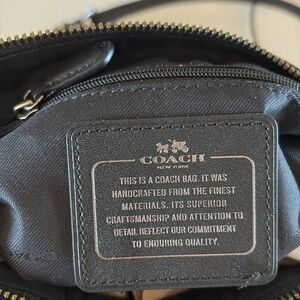 COACH
NEW YORK
THIS IS A COACH BAG. IT WAS
HANDCRAFTED FROM THE FINEST
MATERIALS. ITS SUPERIOR
CRAFTSMANSHIP AND ATTENTION TO
DETAIL REFLECT OUR COMMITMENT
TO ENDURING QUALITY.